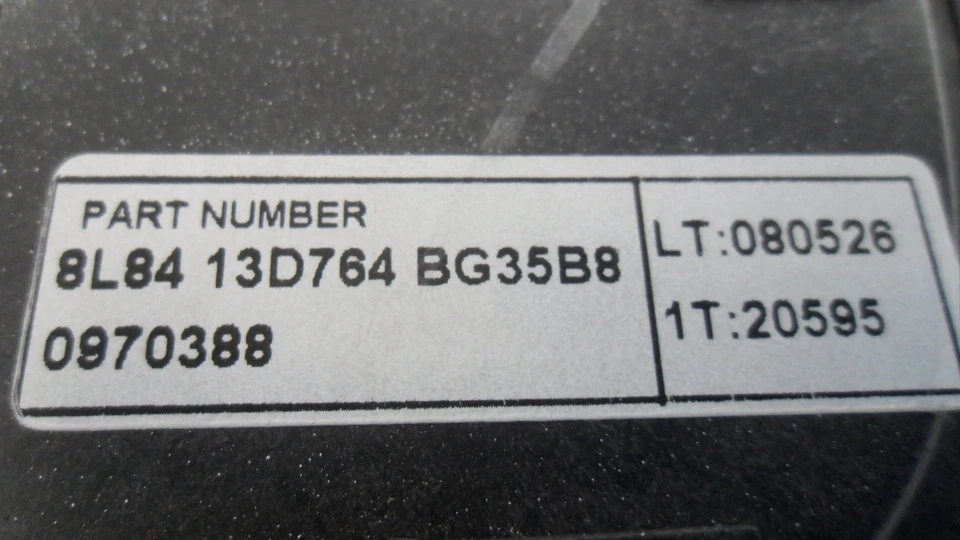 PART NUMBER
8L84 13D764 BG35B8
0970388
LT:080526
1T:20595